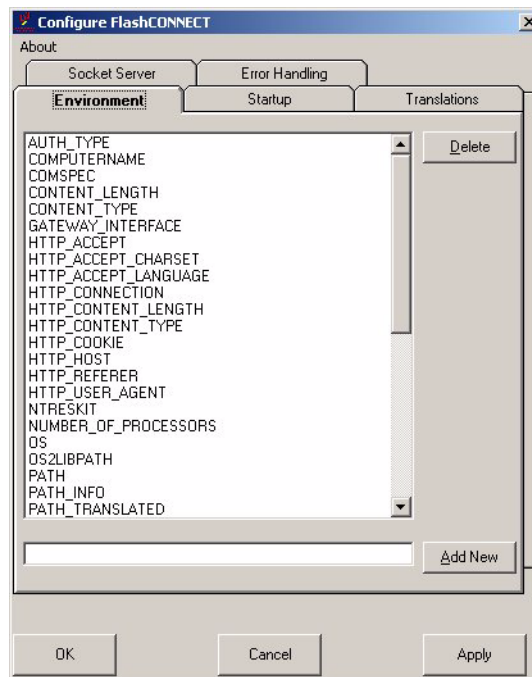 Configure FlashCONNECT
About
Socket Server Error Handling
Environment Startup Translations
AUTH_TYPE
COMPUTERNAME
COMSPEC
CONTENT_LENGTH
CONTENT_TYPE
GATEWAY_INTERFACE
HTTP_ACCEPT
HTTP_ACCEPT_CHARSET
HTTP_ACCEPT_LANGUAGE
HTTP_CONNECTION
HTTP_CONTENT_LENGTH
HTTP_CONTENT_TYPE
HTTP_COOKIE
HTTP_HOST
HTTP_REFERER
HTTP_USER_AGENT
NTRESKIT
NUMBER_OF_PROCESSORS
OS
OS2LIBPATH
PATH
PATH_INFO
PATH_TRANSLATED
Delete
Add New
OK Cancel Apply